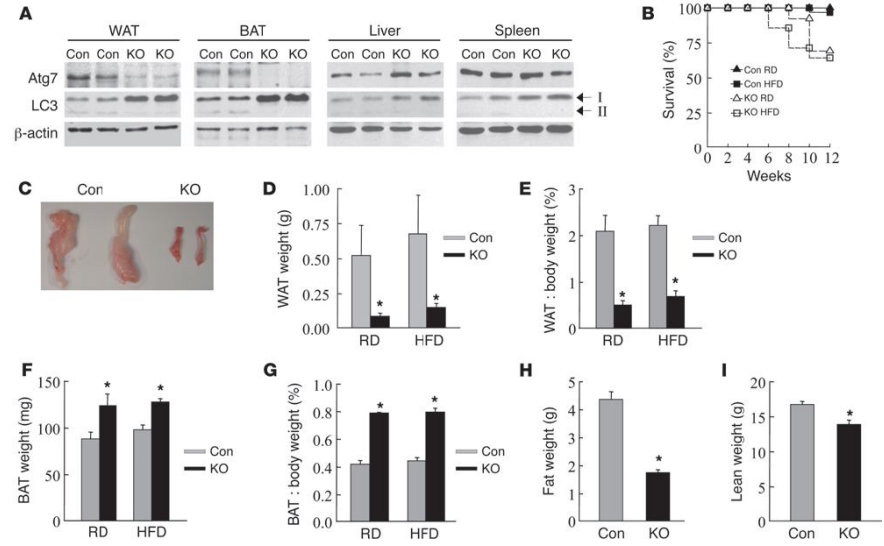 A
WAT BAT Liver Spleen
Con Con KO KO Con Con KO KO Con Con KO KO Con Con KO KO
Atg7
LC3
I
II
β-actin
B
Survival (%)
100
75
50
25
0
Con RD
Con HFD
KO RD
KO HFD
0 2 4 6 8 10 12
Weeks
C
Con KO
D
WAT weight (g)
1.00
0.75
0.50
0.25
0.00
* *
RD HFD
Con
KO
E
WAT : body weight (%)
3
2
1
0
* *
RD HFD
Con
KO
F
BAT weight (mg)
150
100
50
0
* *
RD HFD
Con
KO
G
BAT : body weight (%)
1.0
0.8
0.6
0.4
0.2
0.0
* *
RD HFD
Con
KO
H
Fat weight (g)
5
4
3
2
1
0
*
Con KO
I
Lean weight (g)
20
15
10
5
0
*
Con KO